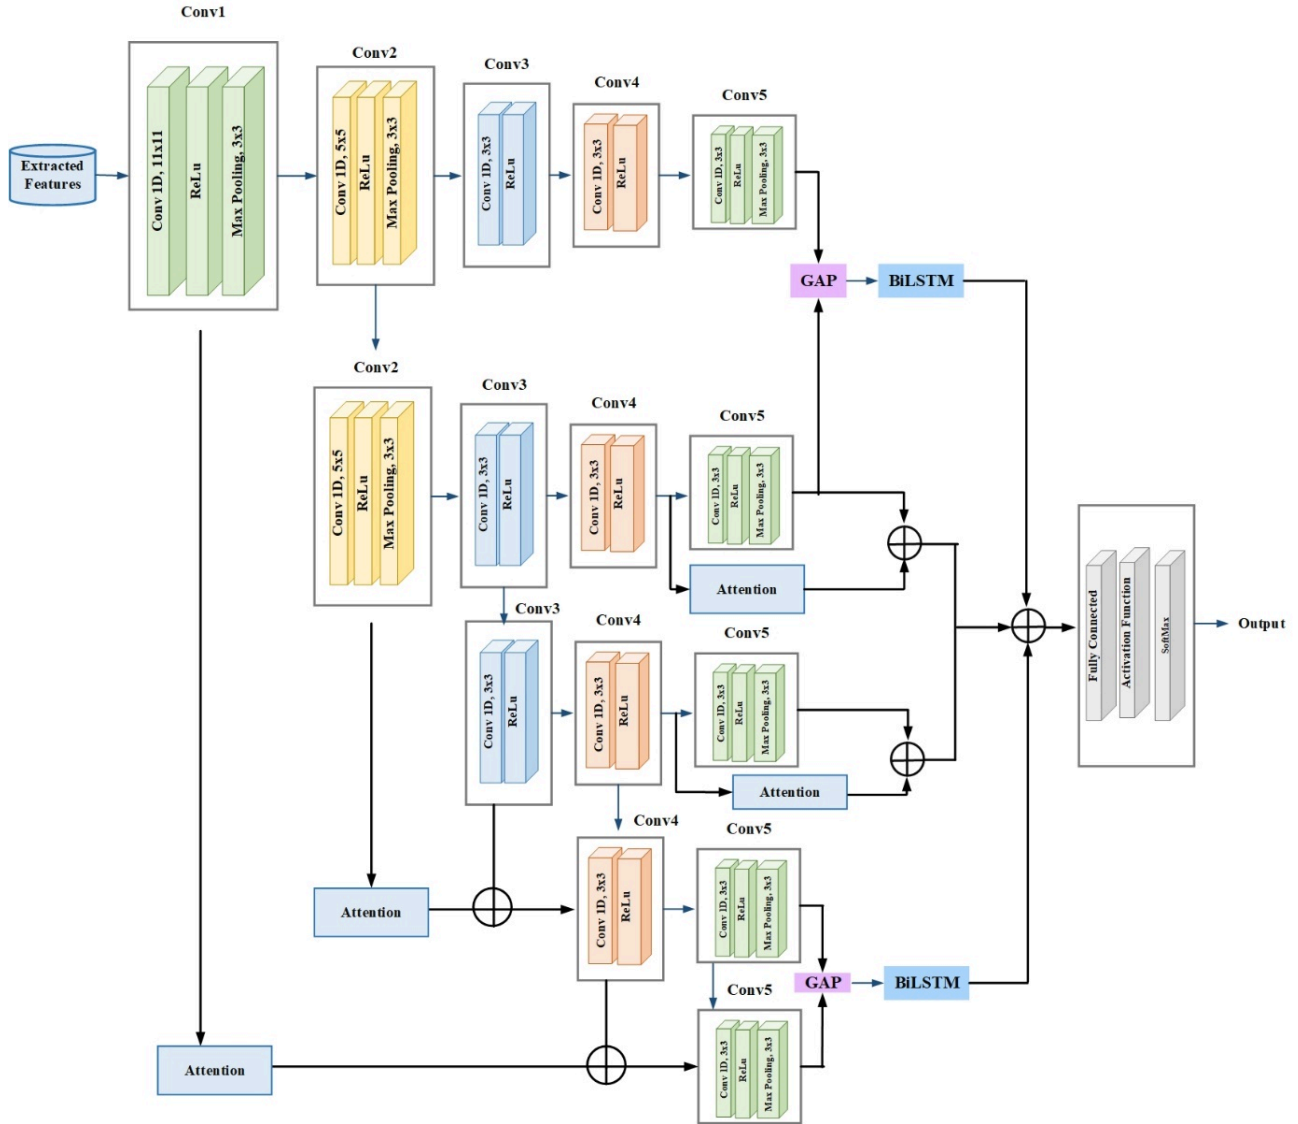 Conv1
Conv2
Conv3
Conv4
Conv5
Extracted
Features
Conv 1D, 11x11
ReLu
Max Pooling, 3x3
Conv 1D, 5x5
ReLu
Max Pooling, 3x3
Conv 1D, 3x3
ReLu
Conv 1D, 3x3
ReLu
Conv 1D, 3x3
ReLu
Max Pooling, 3x3
GAP
BiLSTM
Conv2
Conv3
Conv4
Conv5
Conv 1D, 5x5
ReLu
Max Pooling, 3x3
Conv 1D, 3x3
ReLu
Conv 1D, 3x3
ReLu
Conv 1D, 3x3
ReLu
Max Pooling, 3x3
Attention
Conv3
Conv4
Conv5
Conv 1D, 3x3
ReLu
Conv 1D, 3x3
ReLu
Conv 1D, 3x3
ReLu
Max Pooling, 3x3
Attention
Fully Connected
Activation Function
SoftMax
Output
Conv4
Conv5
Attention
Conv 1D, 3x3
ReLu
Conv 1D, 3x3
ReLu
Max Pooling, 3x3
GAP
BiLSTM
Conv5
Attention
Conv 1D, 3x3
ReLu
Max Pooling, 3x3